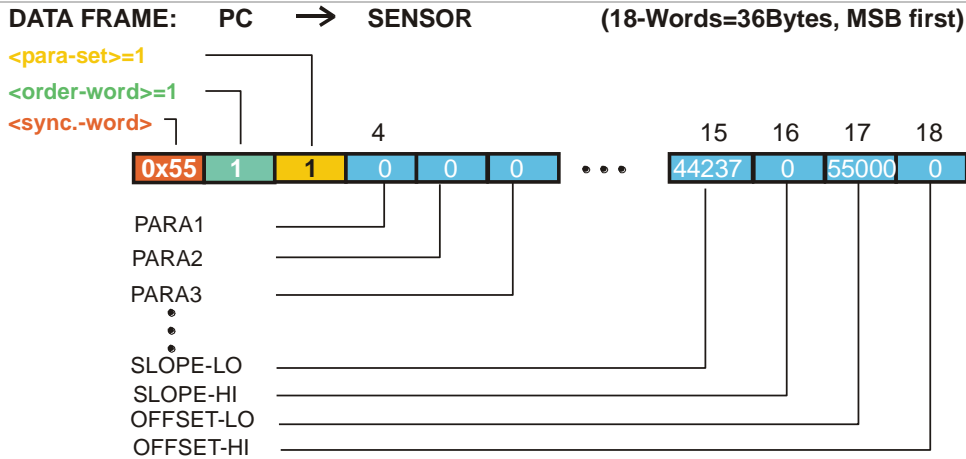 DATA FRAME: PC → SENSOR (18-Words=36Bytes, MSB first)
<para-set>=1
<order-word>=1
<sync.-word>
4 15 16 17 18
0x55 1 1 0 0 0 ••• 44237 0 55000 0
PARA1
PARA2
PARA3
SLOPE-LO
SLOPE-HI
OFFSET-LO
OFFSET-HI